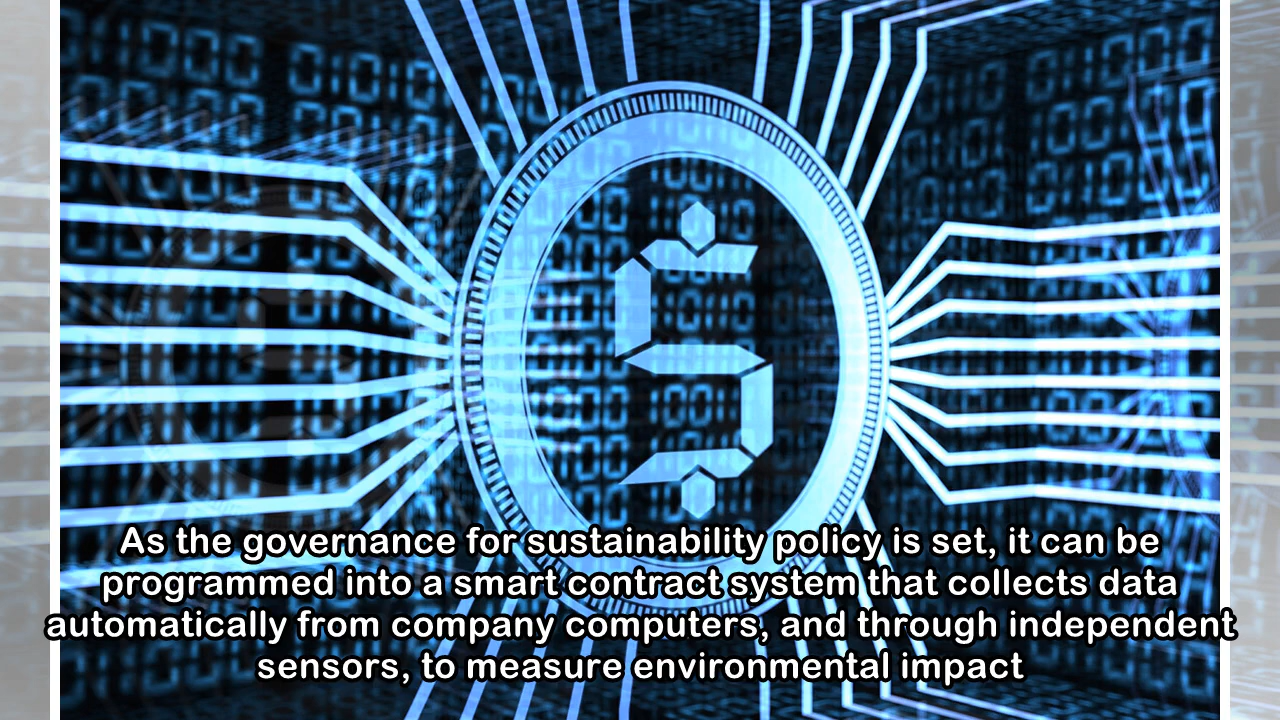 As the governance for sustainability policy is set, it can be
programmed into a smart contract system that collects data
automatically from company computers, and through independent
sensors, to measure environmental impact